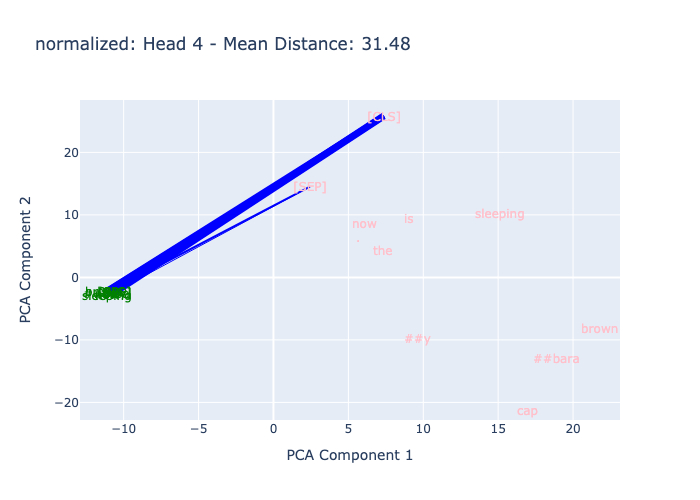 normalized: Head 4 - Mean Distance: 31.48
[CLS]
20
[SEP]
now
is
sleeping
10
.
the
0
sleeping
brown
##y
−10
##bara
cap
−20
−10
−5
0
5
10
15
20
PCA Component 1
PCA Component 2